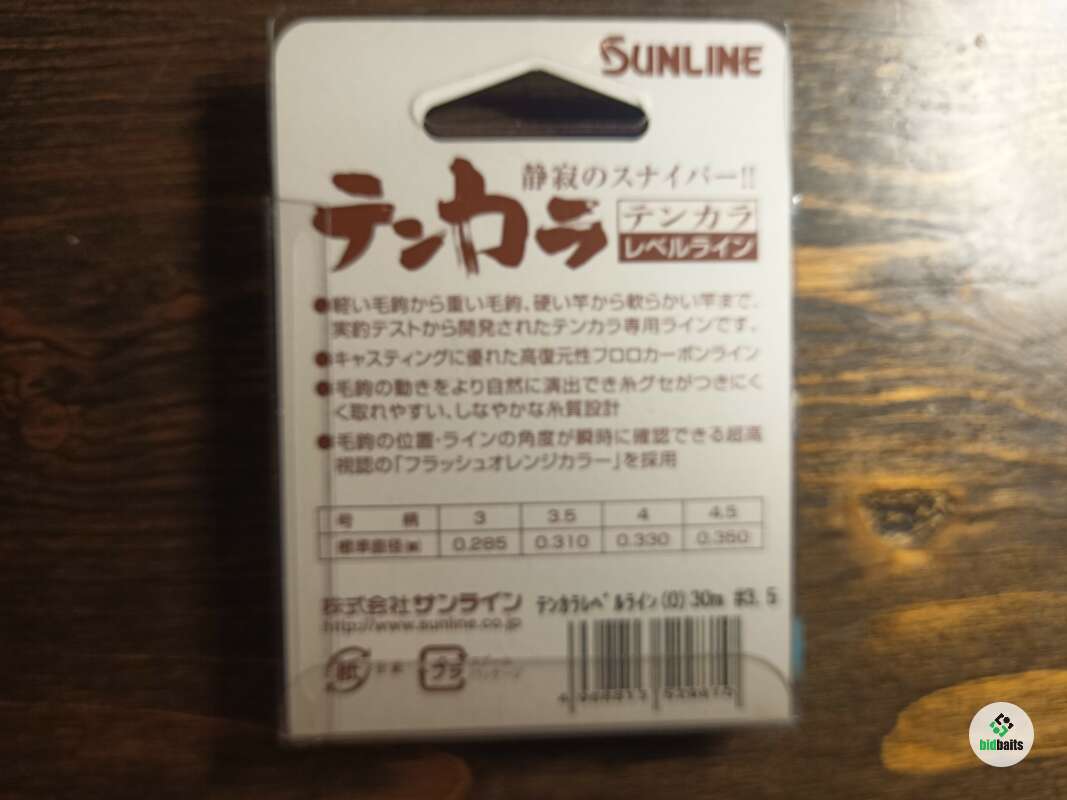 SUNLINE
静寂のスナイパー!!
テンカラ
テンカラ
レベルライン
●軽い毛鉤から重い毛鉤、硬い竿から軟らかい竿まで、
実釣テストから開発されたテンカラ専用ラインです。
●キャスティングに優れた高復元性フロロカーボンライン
●毛鉤の動きをより自然に演出でき糸グセがつきにく
く取れやすい、しなやかな糸質設計
●毛鉤の位置・ラインの角度が瞬時に確認できる超高
視認の「フラッシュオレンジカラー」を採用
号 柄 3 3.5 4 4.5
標準直径㎜ 0.285 0.310 0.330 0.350
株式会社サンライン
http://www.sunline.co.jp
テンカラレベルライン(O)30m #3.5
紙
プラ
bidbaits